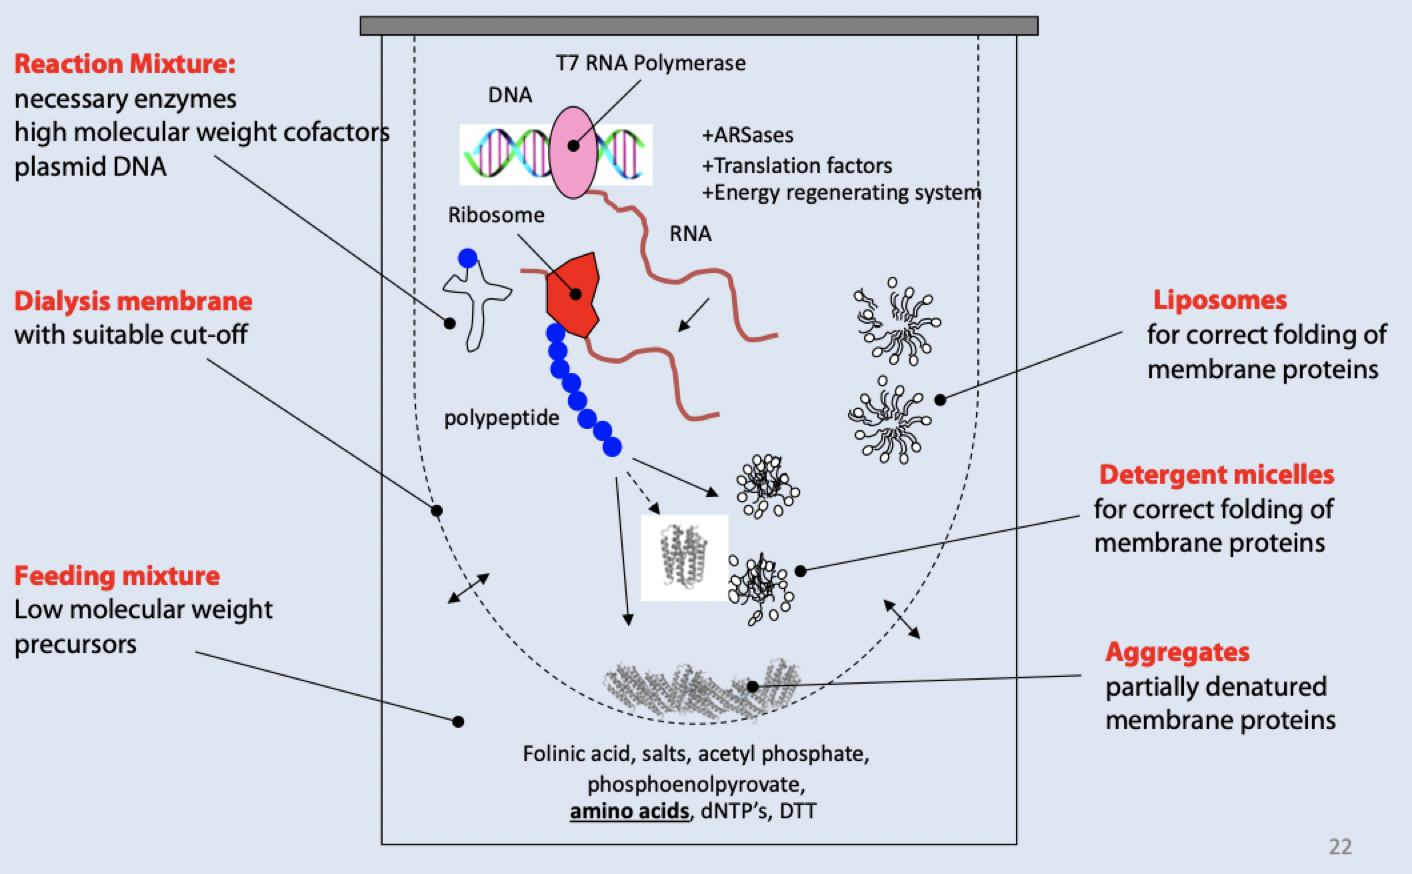 Reaction Mixture:
necessary enzymes
high molecular weight cofactors
plasmid DNA
Dialysis membrane
with suitable cut-off
Feeding mixture
Low molecular weight
precursors
T7 RNA Polymerase
DNA
+ARSases
+Translation factors
+Energy regenerating system
Ribosome
RNA
polypeptide
Liposomes
for correct folding of
membrane proteins
Detergent micelles
for correct folding of
membrane proteins
Aggregates
partially denatured
membrane proteins
Folinic acid, salts, acetyl phosphate,
phosphoenolpyrovate,
amino acids, dNTP's, DTT
22